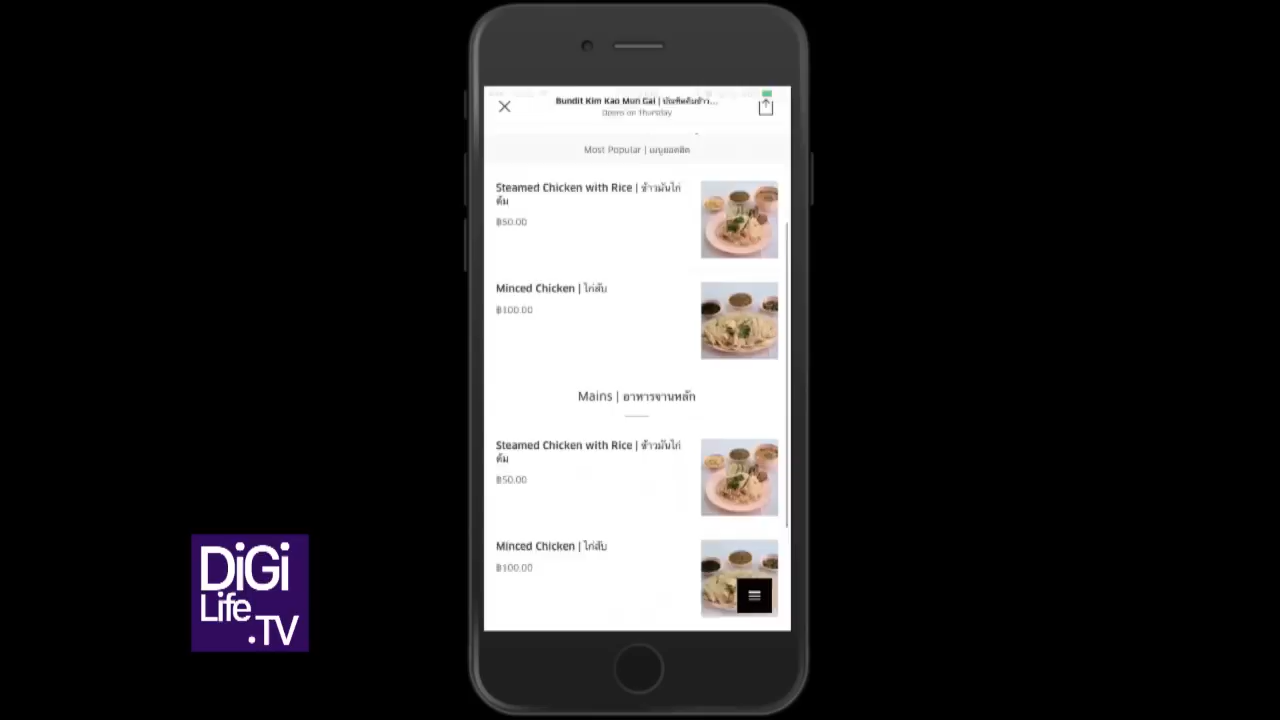 Bundit Kim Kao Mun Gai | บัณฑิตคิมข้าว...
Opens on Thursday
Most Popular | เมนูยอดฮิต
Steamed Chicken with Rice | ข้าวมันไก่
ต้ม
฿50.00
Minced Chicken | ไก่สับ
฿100.00
Mains | อาหารจานหลัก
Steamed Chicken with Rice | ข้าวมันไก่
ต้ม
฿50.00
Minced Chicken | ไก่สับ
฿100.00
DiGi
Life
.TV